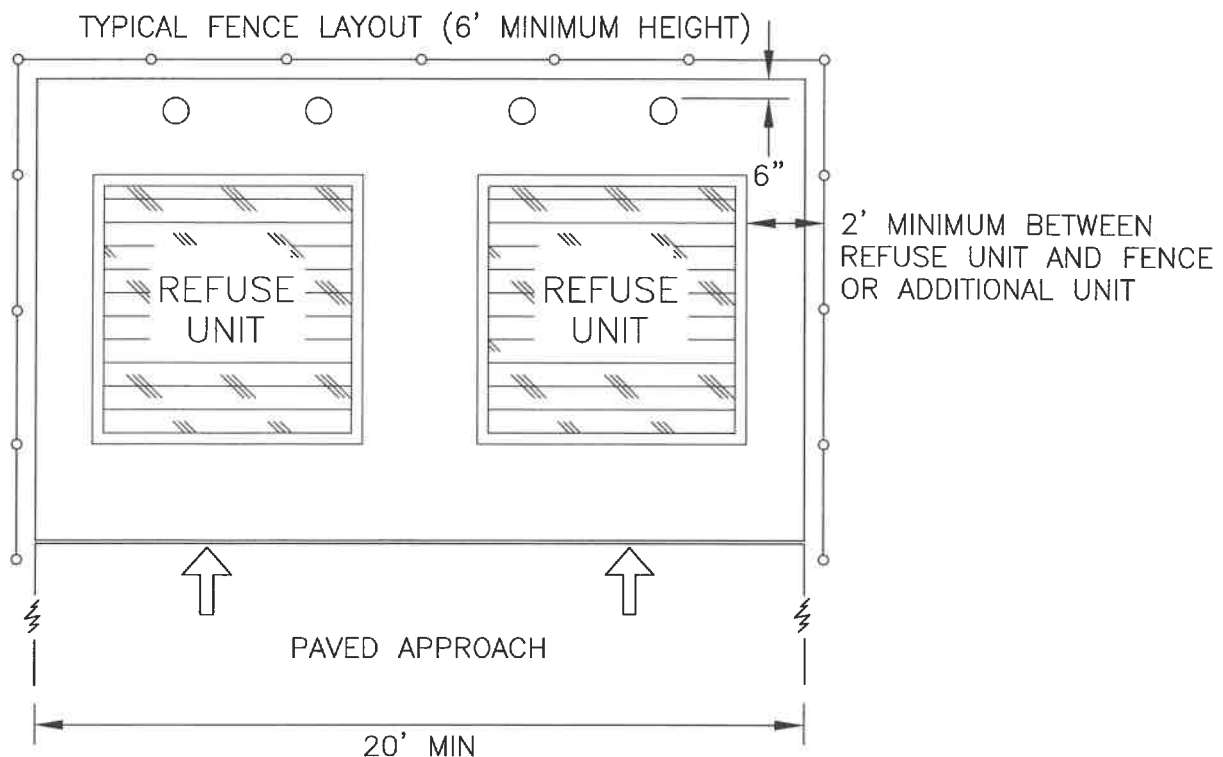 TYPICAL FENCE LAYOUT (6' MINIMUM HEIGHT)
6"
2' MINIMUM BETWEEN
REFUSE UNIT AND FENCE
OR ADDITIONAL UNIT
REFUSE
UNIT
REFUSE
UNIT
PAVED APPROACH
20' MIN